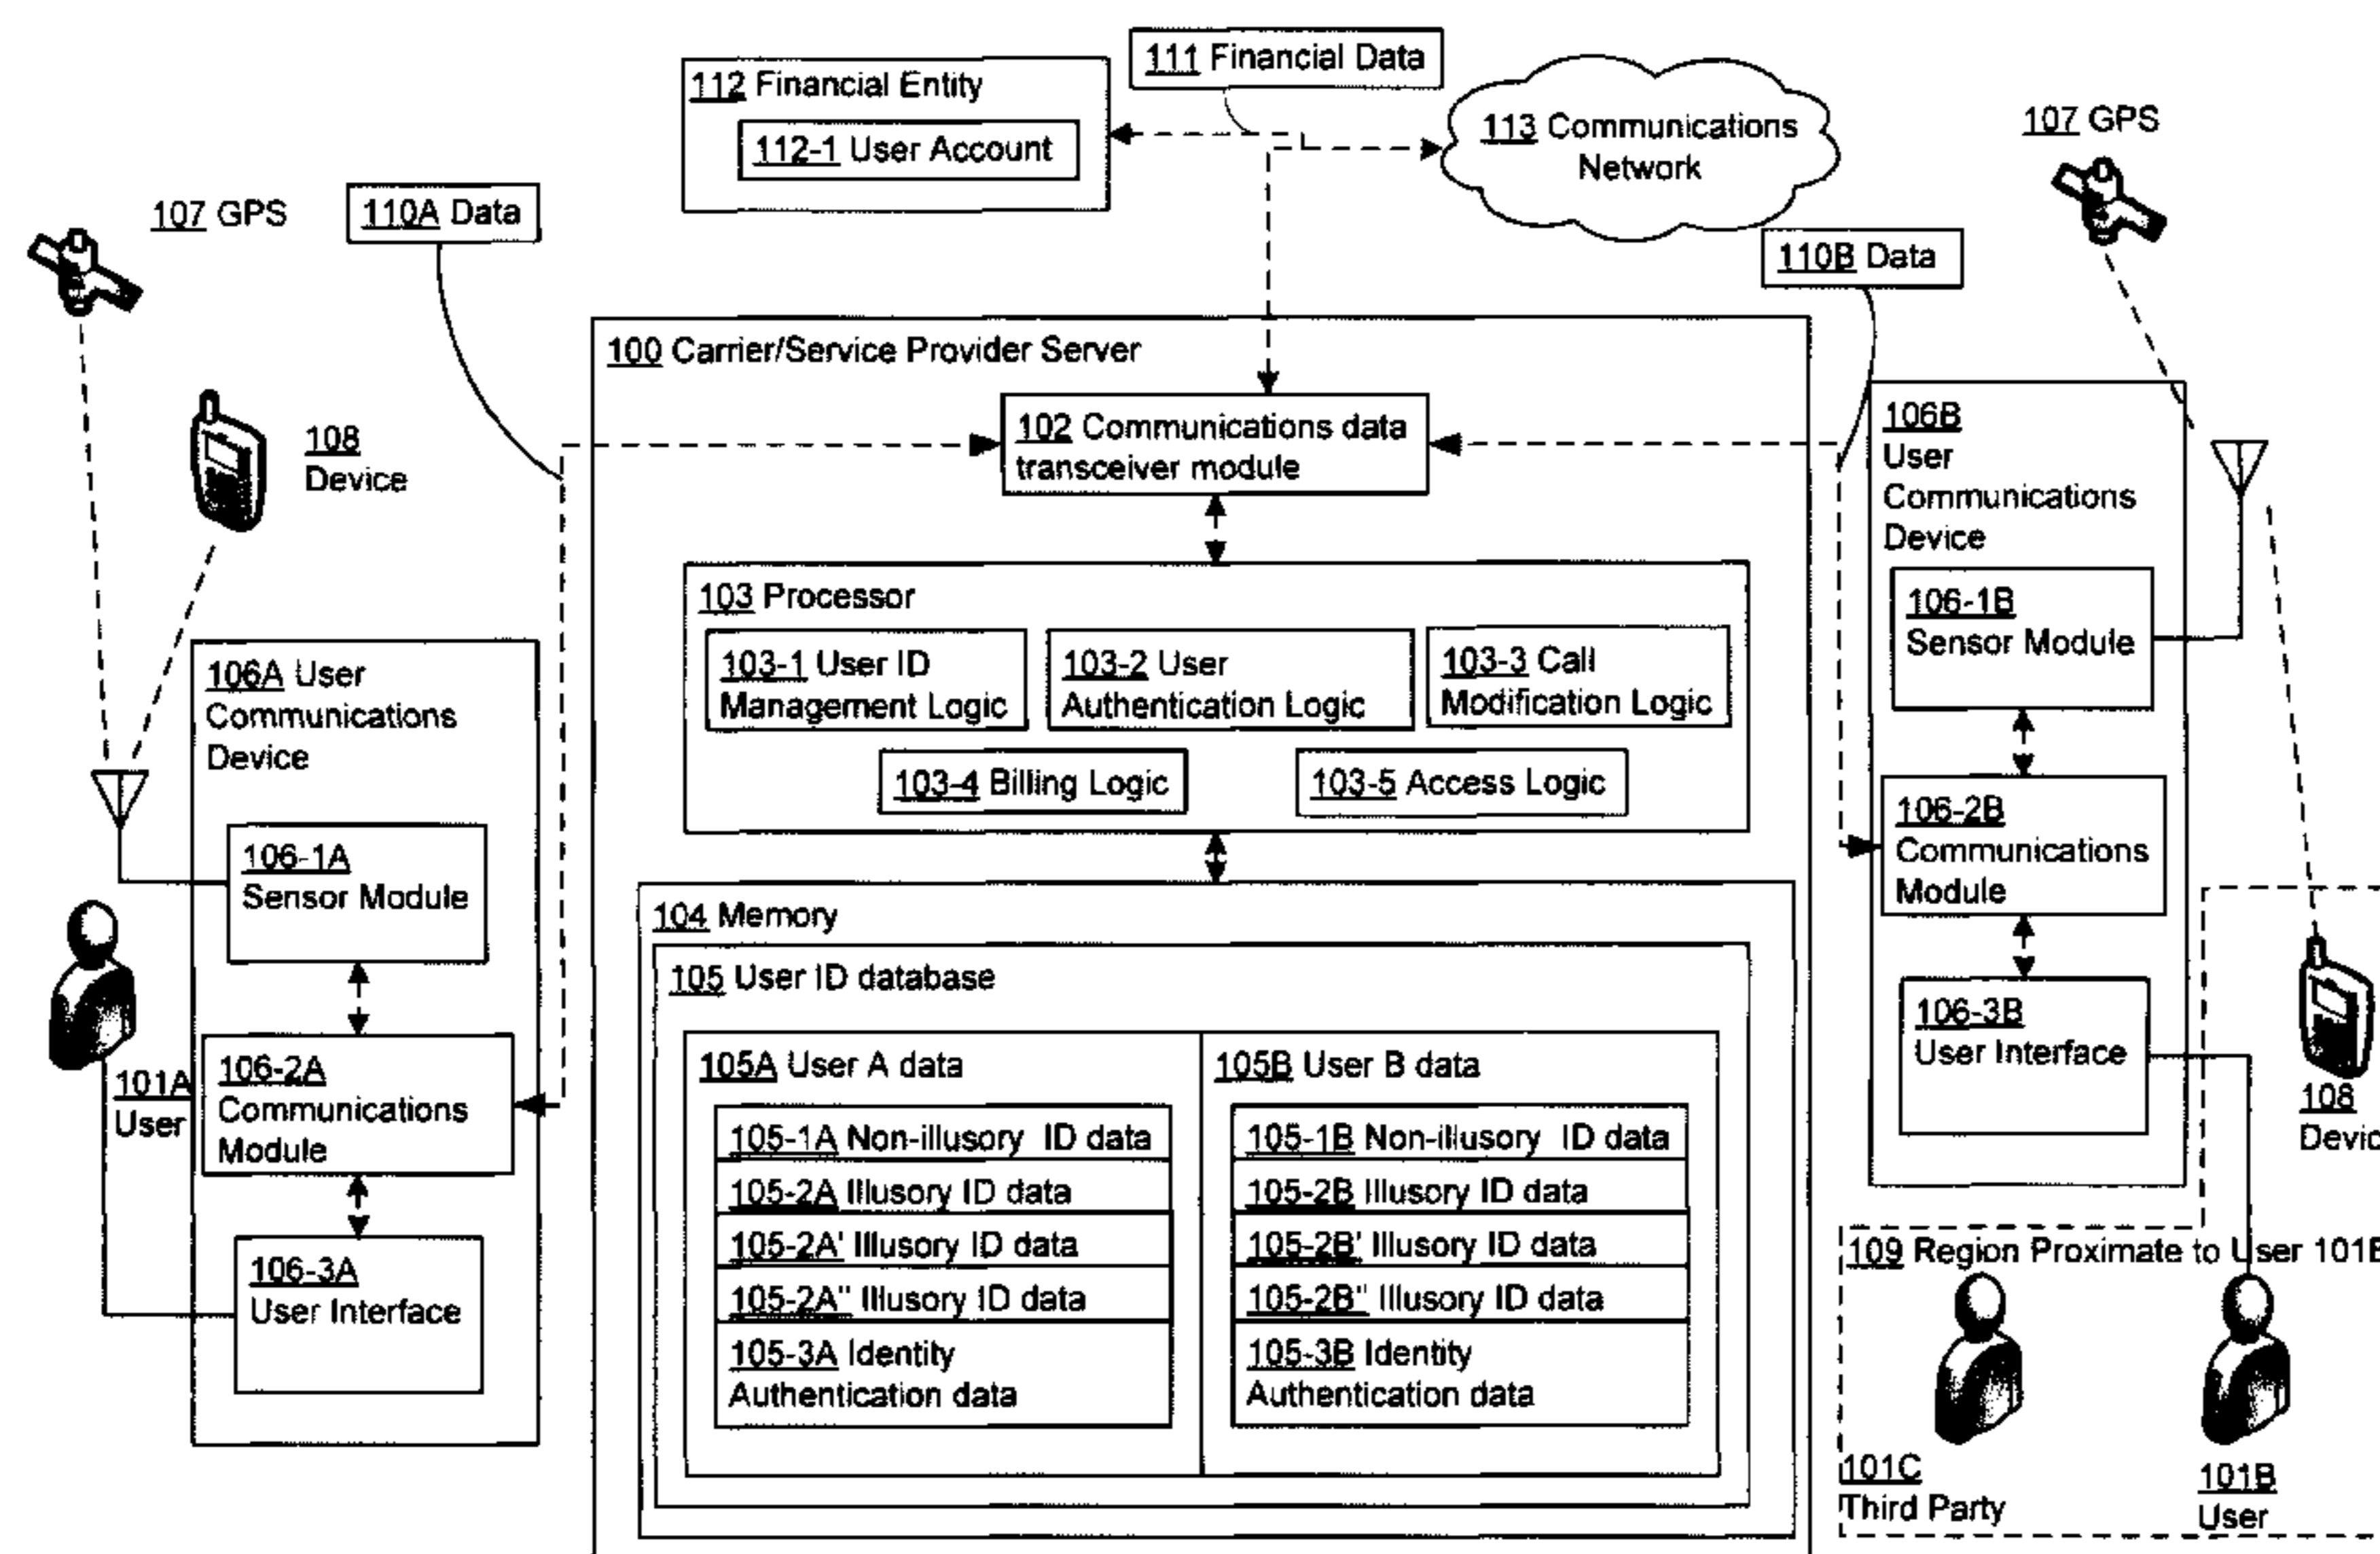 111 Financial Data
112 Financial Entity
112-1 User Account
113 Communications
Network
107 GPS
107 GPS
110A Data
110B Data
100 Carrier/Service Provider Server
102 Communications data
transceiver module
108
Device
106B
User
Communications
Device
106-1B
Sensor Module
103 Processor
103-1 User ID
Management Logic
103-2 User
Authentication Logic
103-3 Call
Modification Logic
103-4 Billing Logic
103-5 Access Logic
106A User
Communications
Device
106-1A
Sensor Module
106-2B
Communications
Module
104 Memory
105 User ID database
106-3B
User Interface
101A
User
106-2A
Communications
Module
105A User A data
105B User B data
108
Devic
105-1A Non-illusory ID data
105-2A Illusory ID data
105-2A' Illusory ID data
105-2A" Illusory ID data
105-3A Identity
Authentication data
105-1B Non-illusory ID data
105-2B Illusory ID data
105-2B' Illusory ID data
105-2B" Illusory ID data
105-3B Identity
Authentication data
106-3A
User Interface
109 Region Proximate to User 101B
101C
Third Party
101B
User